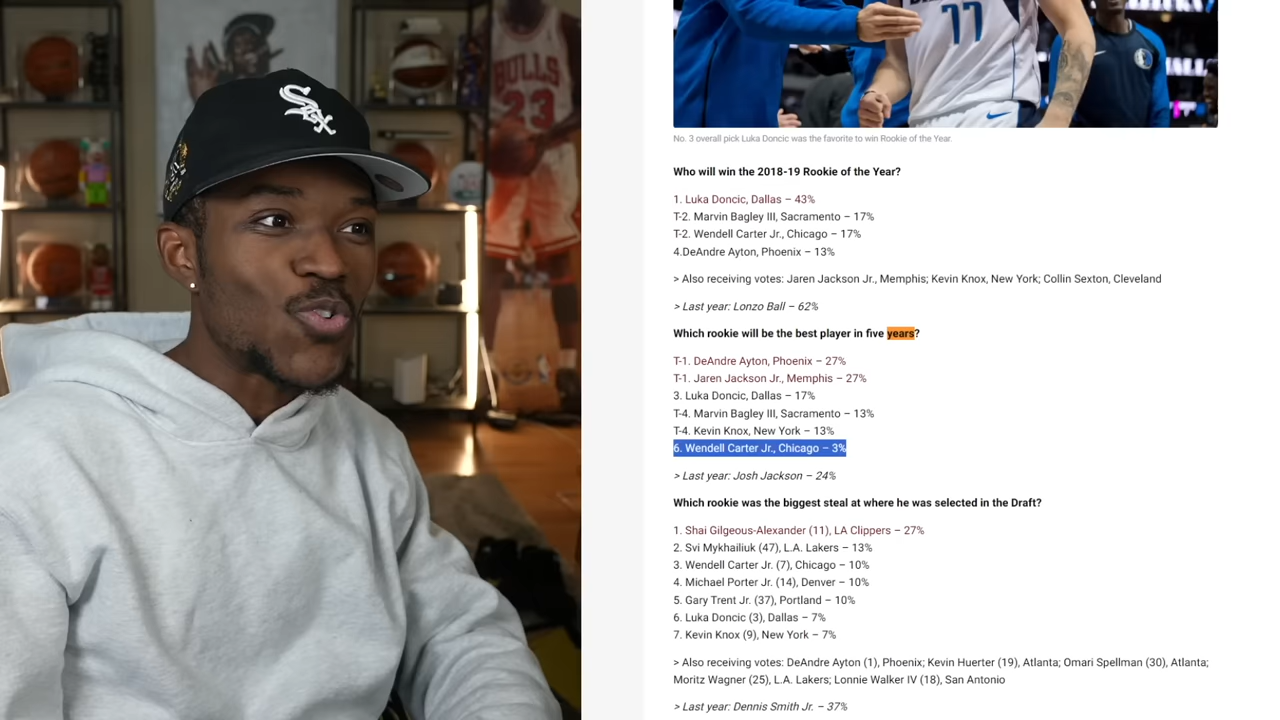 Sox
BULLS
23
77
No. 3 overall pick Luka Doncic was the favorite to win Rookie of the Year.
Who will win the 2018-19 Rookie of the Year?
1. Luka Doncic, Dallas – 43%
T-2. Marvin Bagley III, Sacramento – 17%
T-2. Wendell Carter Jr., Chicago – 17%
4.DeAndre Ayton, Phoenix – 13%
> Also receiving votes: Jaren Jackson Jr., Memphis; Kevin Knox, New York; Collin Sexton, Cleveland
> Last year: Lonzo Ball – 62%
Which rookie will be the best player in five years?
T-1. DeAndre Ayton, Phoenix – 27%
T-1. Jaren Jackson Jr., Memphis – 27%
3. Luka Doncic, Dallas – 17%
T-4. Marvin Bagley III, Sacramento – 13%
T-4. Kevin Knox, New York – 13%
6. Wendell Carter Jr., Chicago – 3%
> Last year: Josh Jackson – 24%
Which rookie was the biggest steal at where he was selected in the Draft?
1. Shai Gilgeous-Alexander (11), LA Clippers – 27%
2. Svi Mykhailiuk (47), L.A. Lakers – 13%
3. Wendell Carter Jr. (7), Chicago – 10%
4. Michael Porter Jr. (14), Denver – 10%
5. Gary Trent Jr. (37), Portland – 10%
6. Luka Doncic (3), Dallas – 7%
7. Kevin Knox (9), New York – 7%
> Also receiving votes: DeAndre Ayton (1), Phoenix; Kevin Huerter (19), Atlanta; Omari Spellman (30), Atlanta;
Moritz Wagner (25), L.A. Lakers; Lonnie Walker IV (18), San Antonio
> Last year: Dennis Smith Jr. – 37%